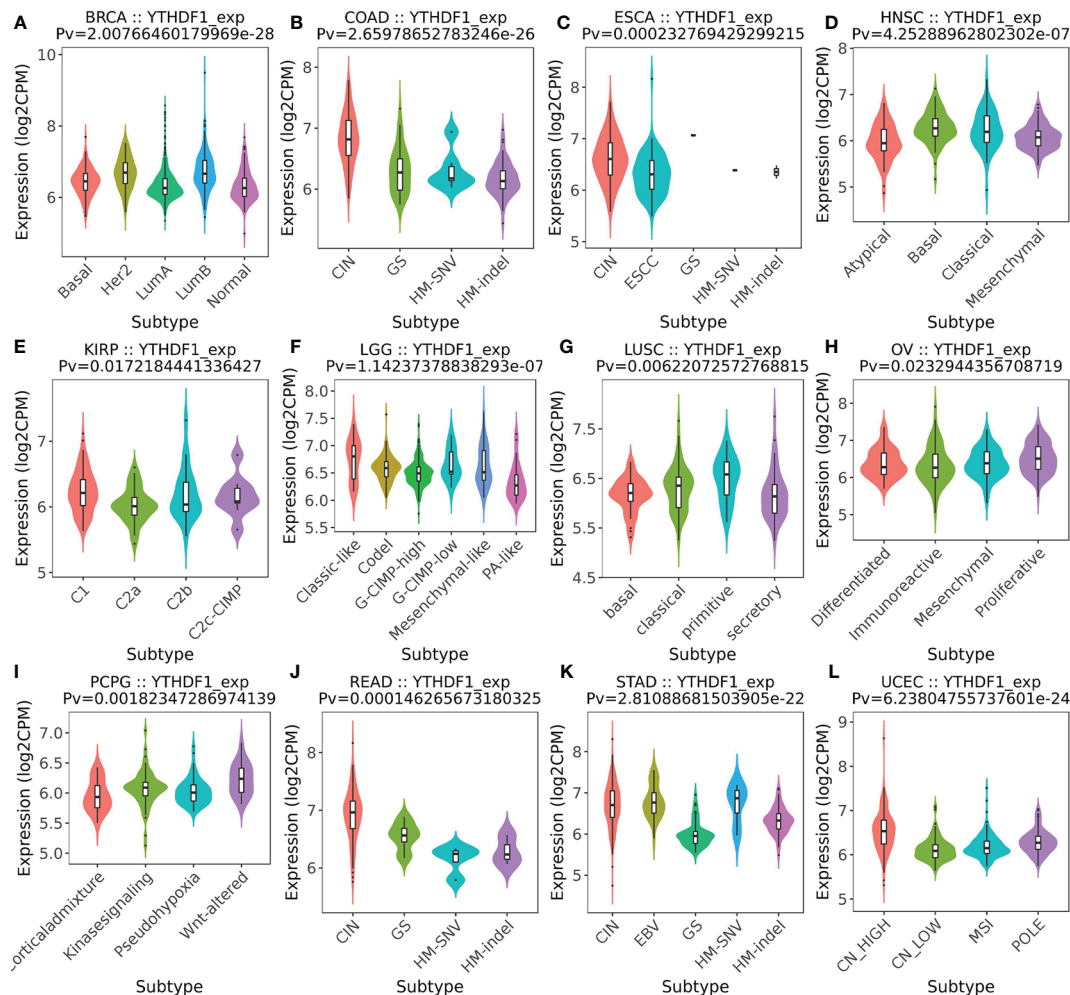 A
BRCA :: YTHDF1_exp
Pv=2.00766460179969e-28
Expression (log2CPM)
10
8
6
Basal
Her2
LumA
LumB
Normal
Subtype
B
COAD :: YTHDF1_exp
Pv=2.65978652783246e-26
Expression (log2CPM)
8
7
6
CIN
GS
HM-SNV
HM-indel
Subtype
C
ESCA :: YTHDF1_exp
Pv=0.000232769429299215
Expression (log2CPM)
8
7
6
5
CIN
ESCC
GS
HM-SNV
HM-indel
Subtype
D
HNSC :: YTHDF1_exp
Pv=4.25288962802302e-07
Expression (log2CPM)
8
7
6
5
Atypical
Basal
Classical
Mesenchymal
Subtype
E
KIRP :: YTHDF1_exp
Pv=0.0172184441336427
Expression (log2CPM)
7
6
5
C1
C2a
C2b
C2c-CIMP
Subtype
F
LGG :: YTHDF1_exp
Pv=1.14237378838293e-07
Expression (log2CPM)
8.0
7.5
7.0
6.5
6.0
5.5
Classic-like
Codel
G-CIMP-high
G-CIMP-low
Mesenchymal-like
PA-like
Subtype
G
LUSC :: YTHDF1_exp
Pv=0.00622072572768815
Expression (log2CPM)
8
7.5
6.5
5.5
4.5
basal
classical
primitive
secretory
Subtype
H
OV :: YTHDF1_exp
Pv=0.0232944356708719
Expression (log2CPM)
8
7
6
5
Differentiated
Immunoreactive
Mesenchymal
Proliferative
Subtype
I
PCPG :: YTHDF1_exp
Pv=0.00182347286974139
Expression (log2CPM)
7.0
6.5
6.0
5.5
5.0
Corticaladmixture
Kinasesignaling
Pseudohypoxia
Wnt-altered
Subtype
J
READ :: YTHDF1_exp
Pv=0.000146265673180325
Expression (log2CPM)
8
7
6
CIN
GS
HM-SNV
HM-indel
Subtype
K
STAD :: YTHDF1_exp
Pv=2.81088681503905e-22
Expression (log2CPM)
8
7
6
5
CIN
EBV
GS
HM-SNV
HM-indel
Subtype
L
UCEC :: YTHDF1_exp
Pv=6.23804755737601e-24
Expression (log2CPM)
9
8
7
6
5
CN_HIGH
CN_LOW
MSI
POLE
Subtype